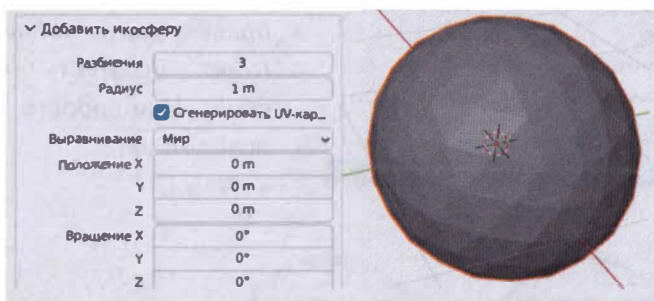 Добавить икосферу
Разбиения 3
Радиус 1 m
Сгенерировать UV-кар...
Выравнивание Мир
Положение X 0 m
Y 0 m
Z 0 m
Вращение X 0°
Y 0°
Z 0°